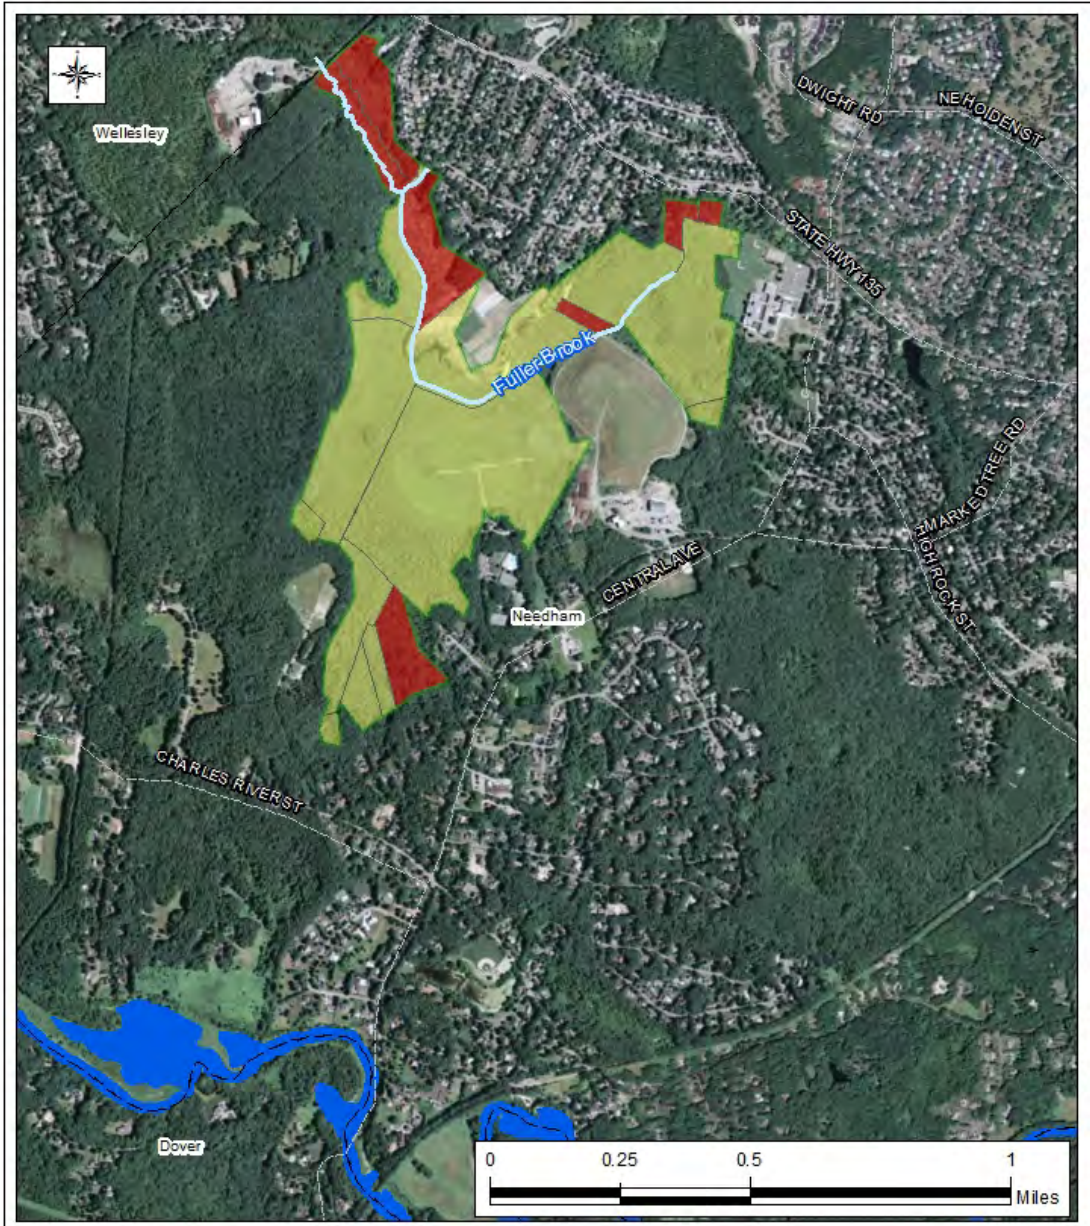 Wellesley
DWIGHT RD
NEHOIDEN ST
STATE HWY 135
Fuller Brook
MARKED TREE RD
HIGH ROCK ST
CENTRAL AVE
Needham
CHARLES RIVER ST
Dover
0 0.25 0.5 1
Miles